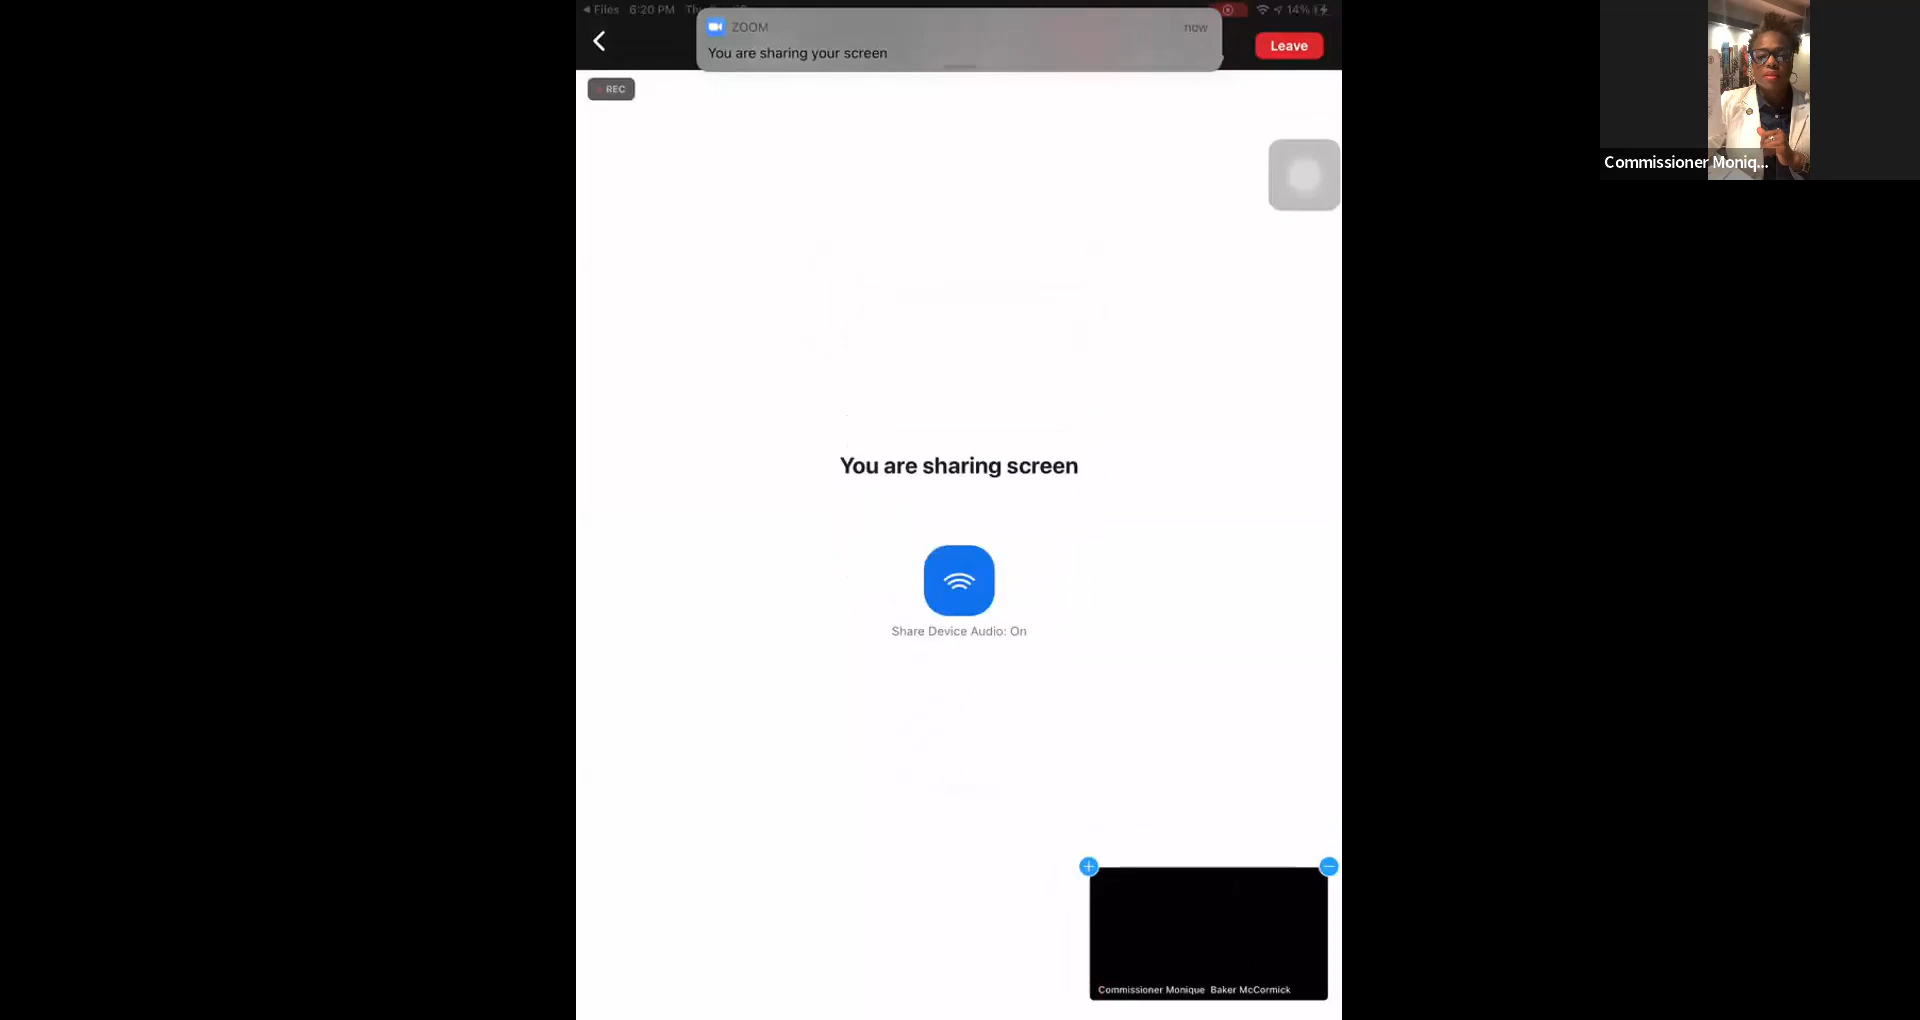 Files 6:20 PM
14%
ZOOM
now
You are sharing your screen
Leave
REC
Commissioner Moniq...
You are sharing screen
Share Device Audio: On
Commissioner Monique Baker McCormick